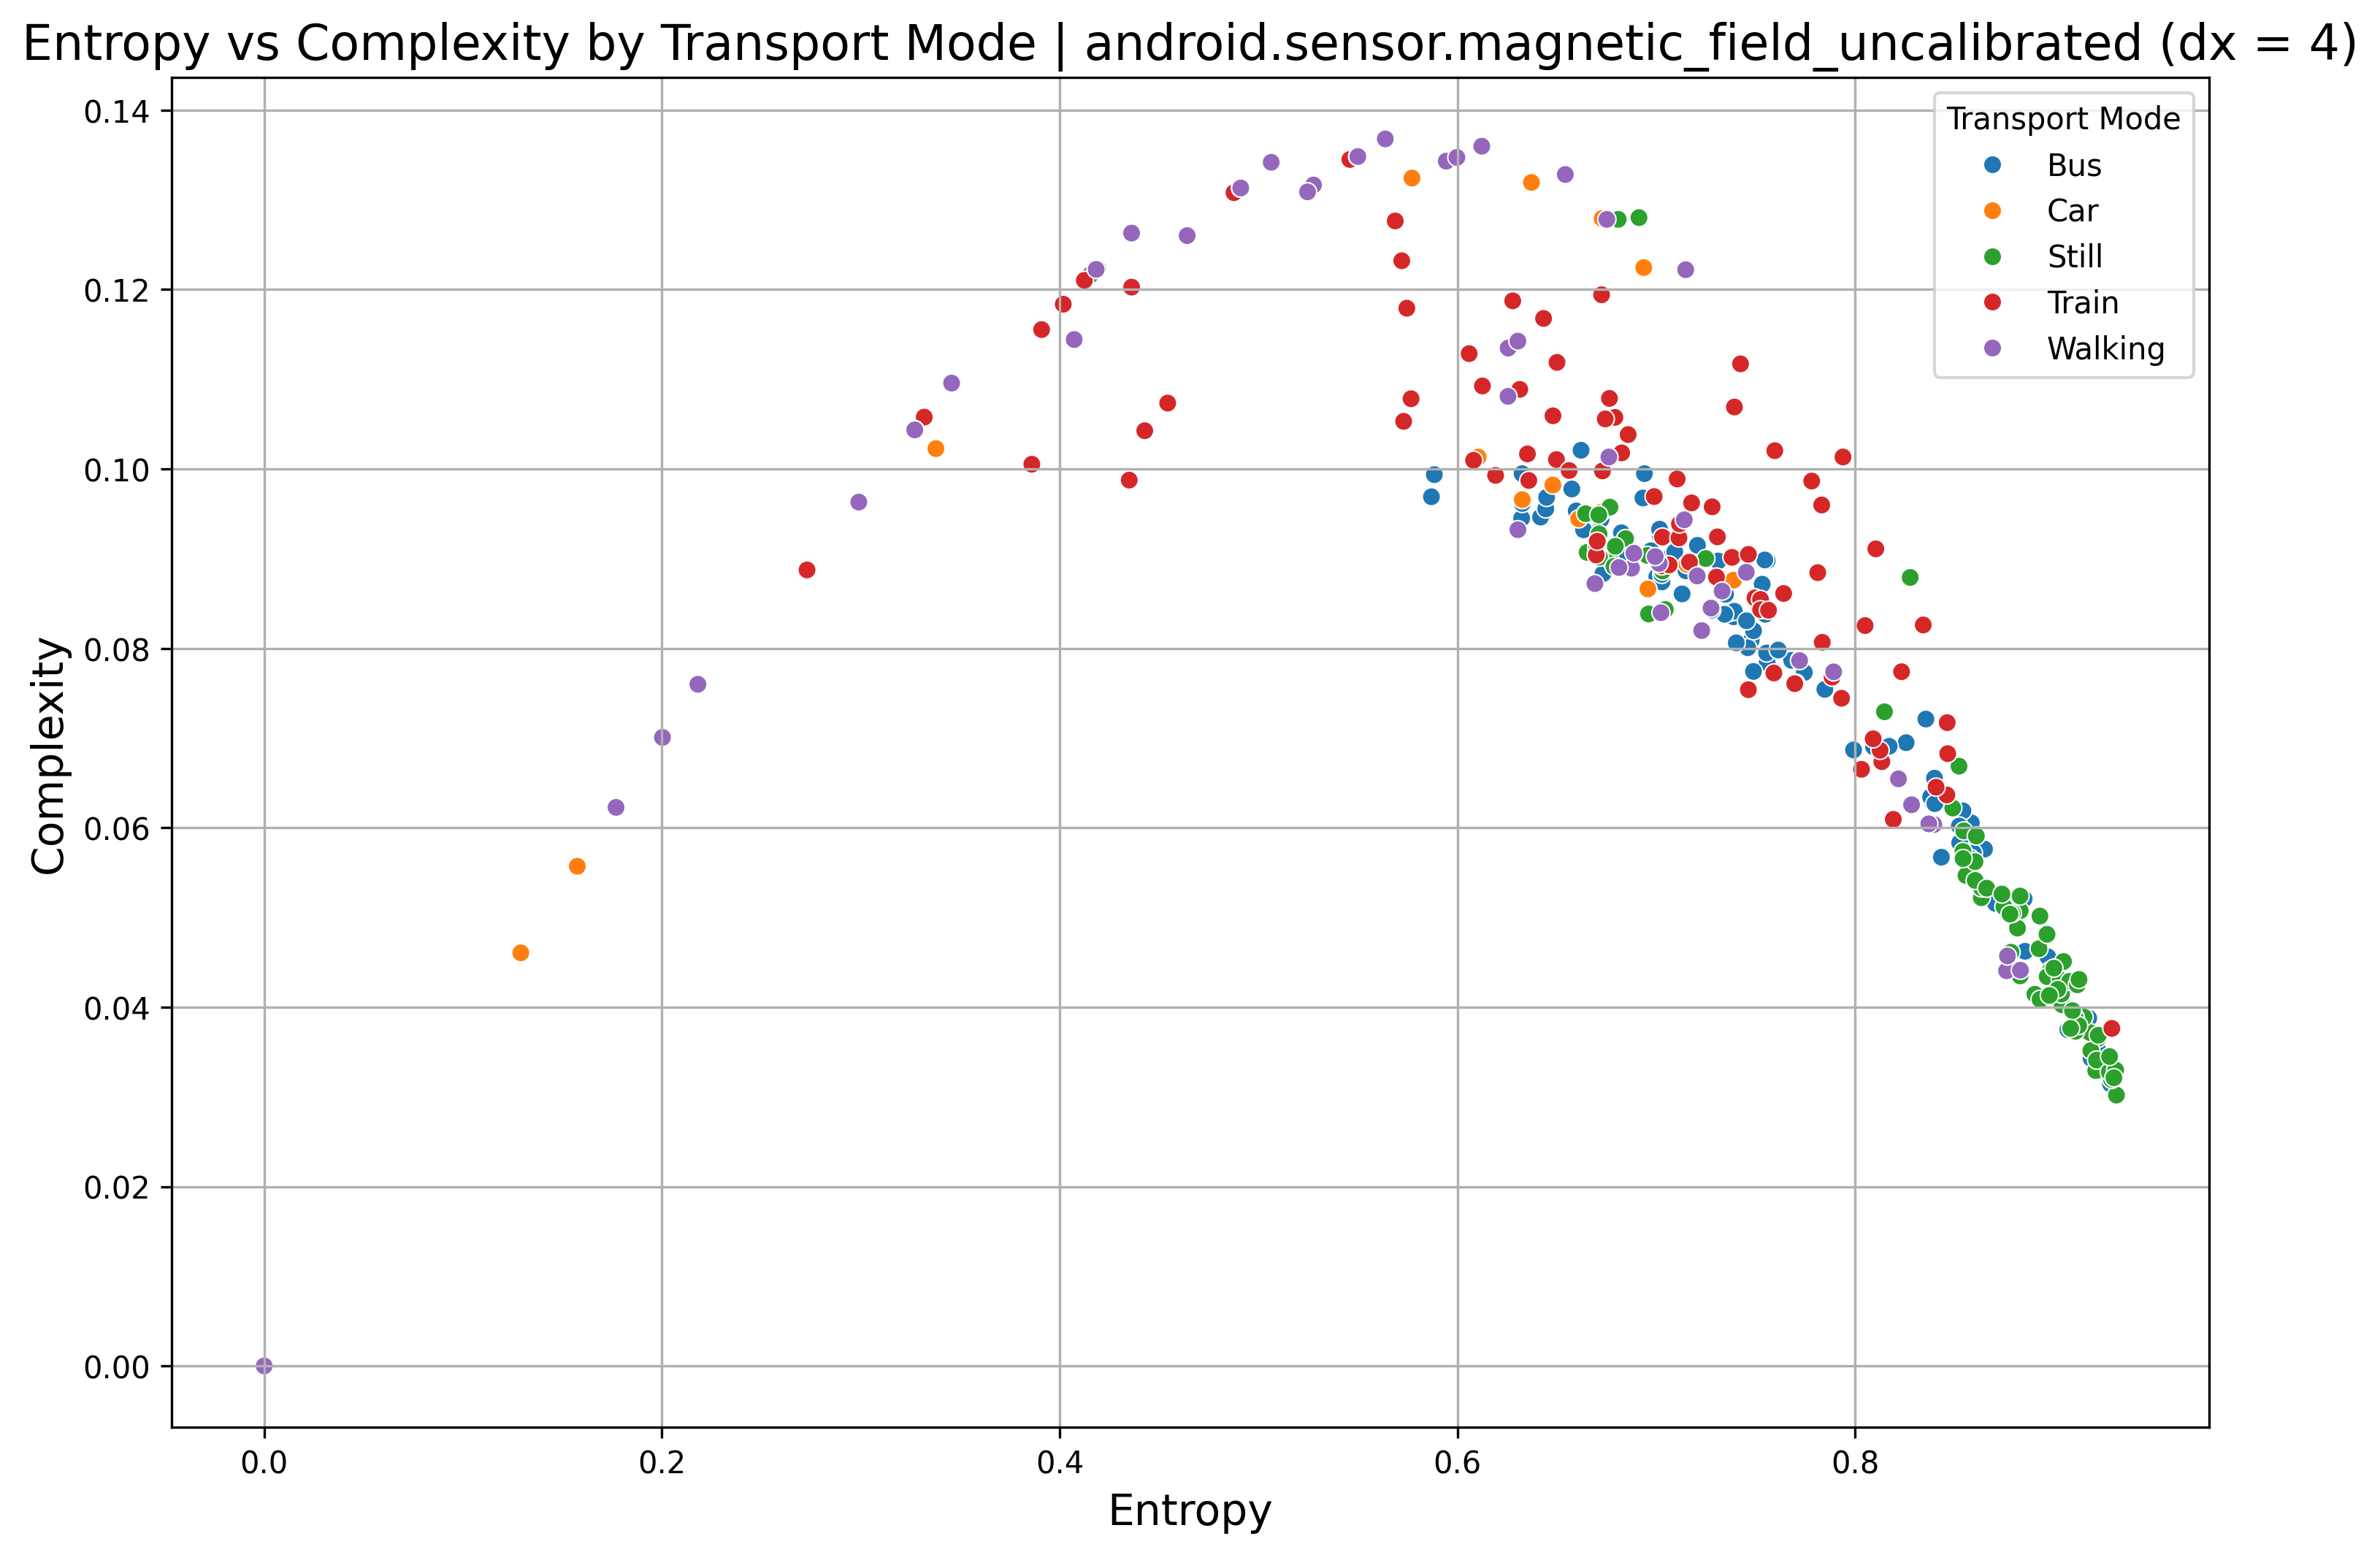 Entropy vs Complexity by Transport Mode | android.sensor.magnetic_field_uncalibrated (dx = 4)
Transport Mode
Bus
Car
Still
Train
Walking
0.14
0.12
0.10
0.08
0.06
0.04
0.02
0.00
Complexity
0.0 0.2 0.4 0.6 0.8
Entropy